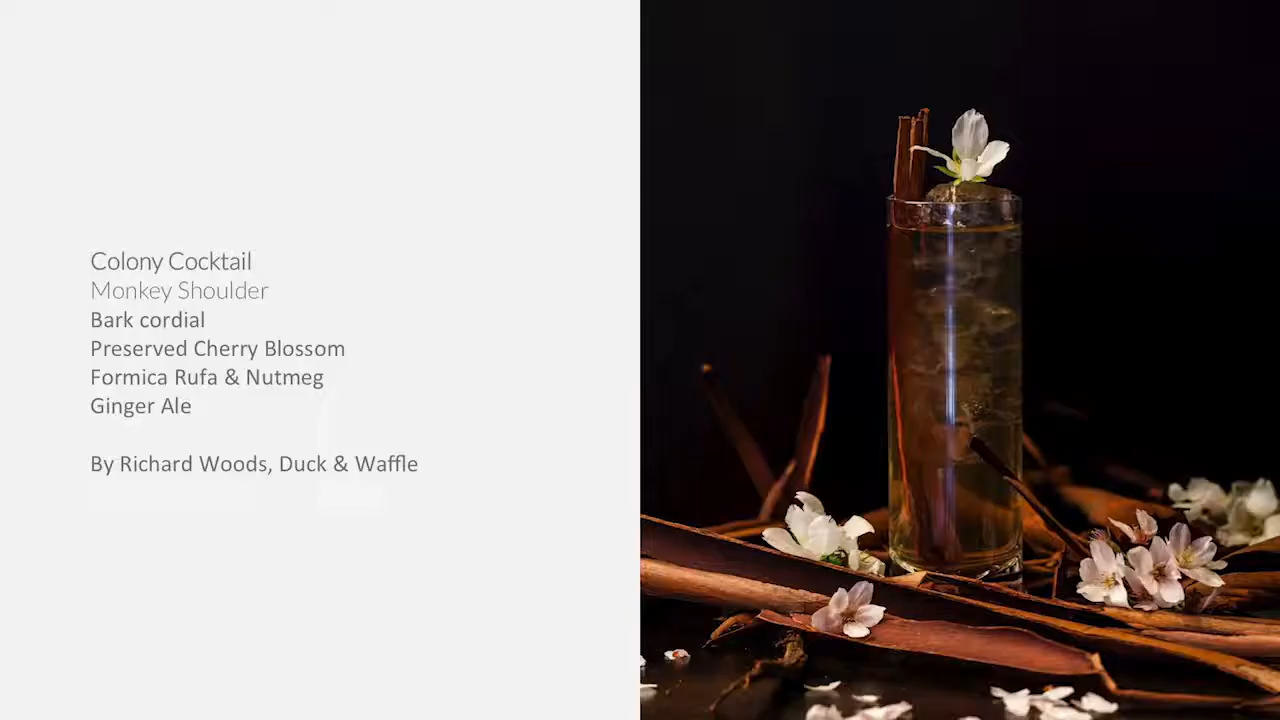 Colony Cocktail
Monkey Shoulder
Bark cordial
Preserved Cherry Blossom
Formica Rufa & Nutmeg
Ginger Ale
By Richard Woods, Duck & Waffle